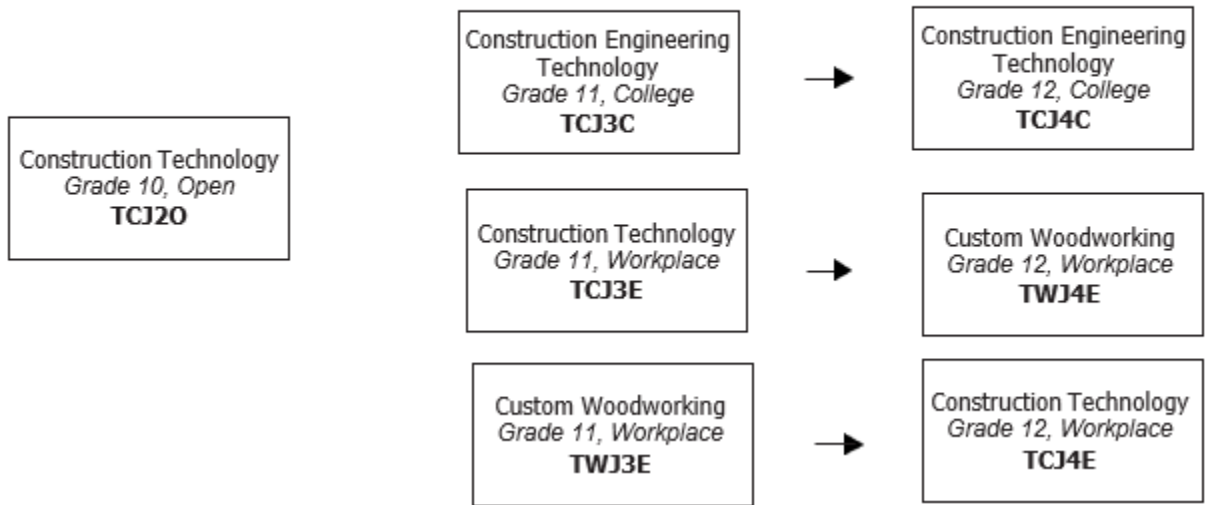 Construction Technology
Grade 10, Open
TCJ2O
Construction Engineering
Technology
Grade 11, College
TCJ3C
Construction Engineering
Technology
Grade 12, College
TCJ4C
Construction Technology
Grade 11, Workplace
TCJ3E
Custom Woodworking
Grade 12, Workplace
TWJ4E
Custom Woodworking
Grade 11, Workplace
TWJ3E
Construction Technology
Grade 12, Workplace
TCJ4E